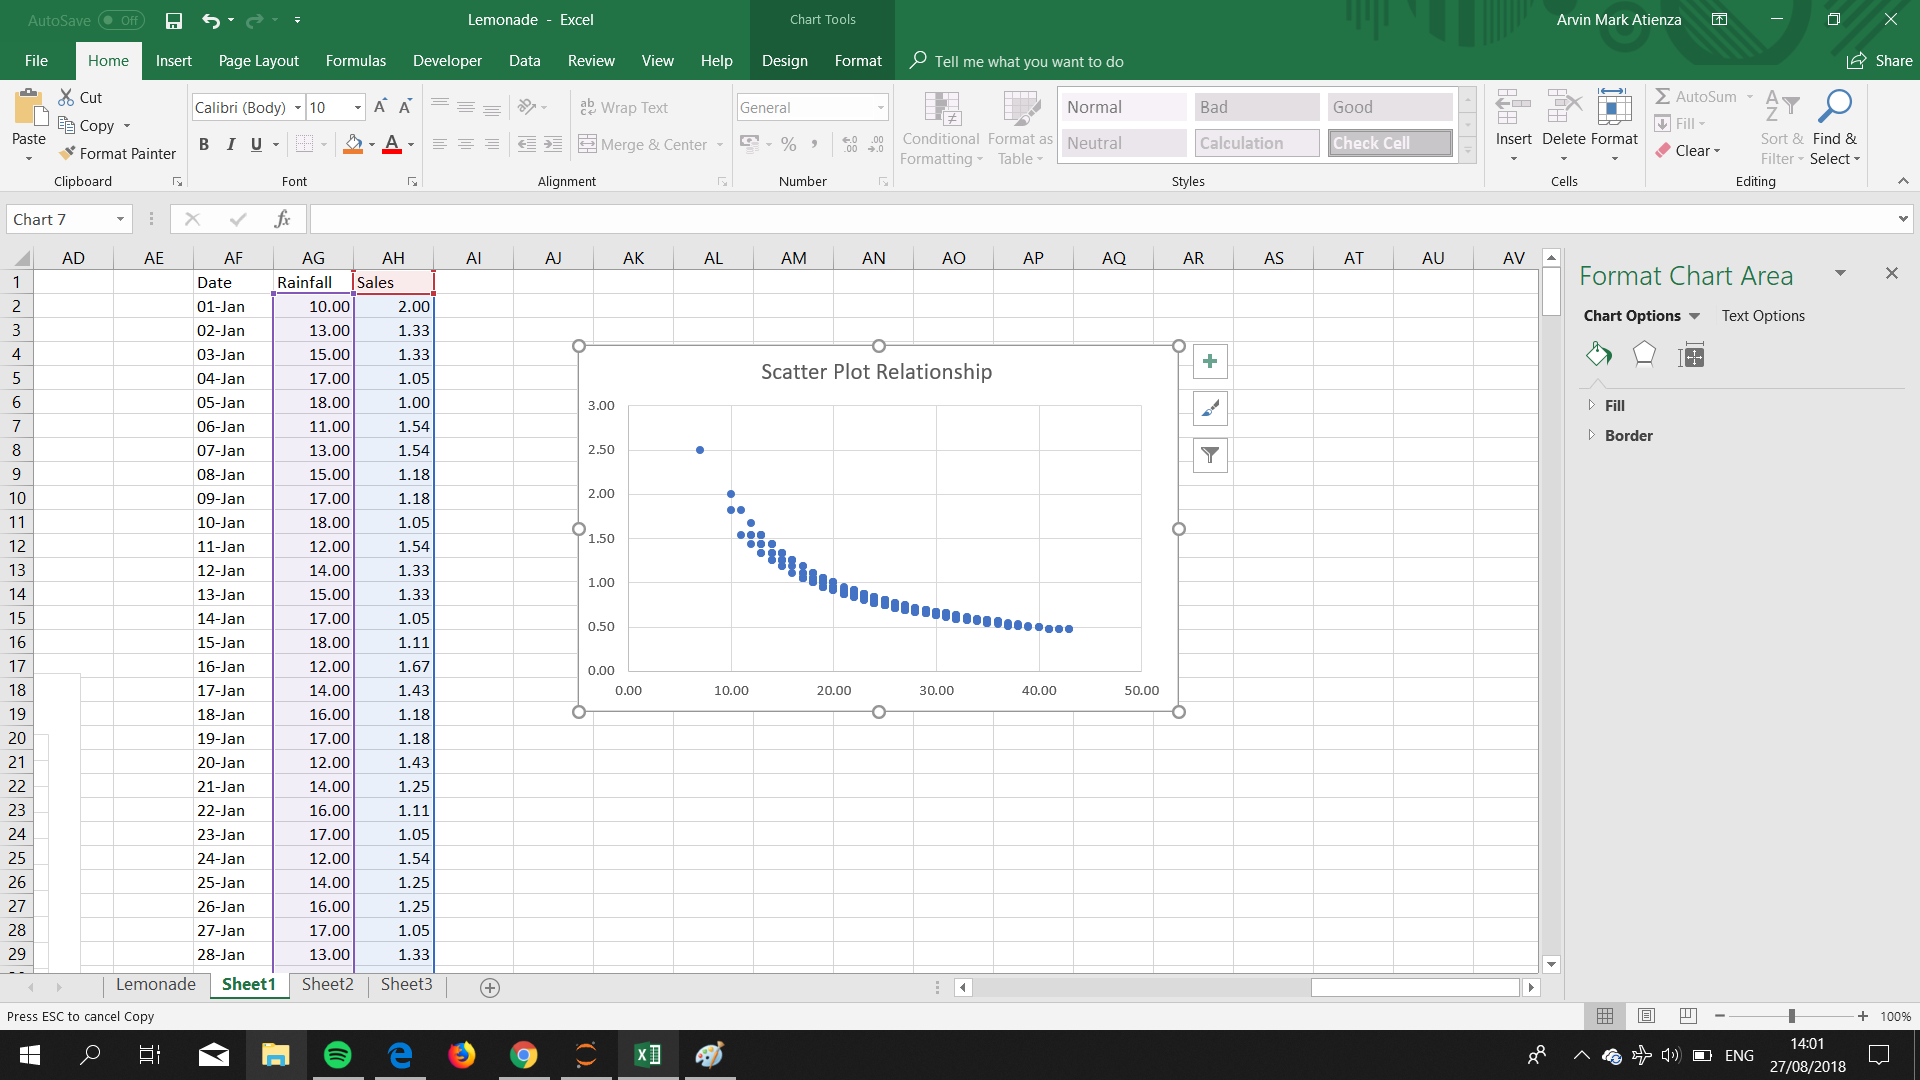 AutoSave Off Lemonade - Excel Chart Tools Arvin Mark Atienza
File Home Insert Page Layout Formulas Developer Data Review View Help Design Format Tell me what you want to do Share
Paste Cut Copy Format Painter
Clipboard
Calibri (Body) 10
B I U A
Font
Wrap Text
Merge & Center
Alignment
General
% ,
Number
Conditional Formatting Format as Table
Normal Bad Good
Neutral Calculation Check Cell
Styles
Insert Delete Format
Cells
AutoSum
Fill
Clear
Sort & Filter Find & Select
Editing
Chart 7 fx
AD AE AF AG AH AI AJ AK AL AM AN AO AP AQ AR AS AT AU AV
1 Date Rainfall Sales
2 01-Jan 10.00 2.00
3 02-Jan 13.00 1.33
4 03-Jan 15.00 1.33
5 04-Jan 17.00 1.05
6 05-Jan 18.00 1.00
7 06-Jan 11.00 1.54
8 07-Jan 13.00 1.54
9 08-Jan 15.00 1.18
10 09-Jan 17.00 1.18
11 10-Jan 18.00 1.05
12 11-Jan 12.00 1.54
13 12-Jan 14.00 1.33
14 13-Jan 15.00 1.33
15 14-Jan 17.00 1.05
16 15-Jan 18.00 1.11
17 16-Jan 12.00 1.67
18 17-Jan 14.00 1.43
19 18-Jan 16.00 1.18
20 19-Jan 17.00 1.18
21 20-Jan 12.00 1.43
22 21-Jan 14.00 1.25
23 22-Jan 16.00 1.11
24 23-Jan 17.00 1.05
25 24-Jan 12.00 1.54
26 25-Jan 14.00 1.25
27 26-Jan 16.00 1.25
28 27-Jan 17.00 1.05
29 28-Jan 13.00 1.33
Scatter Plot Relationship
3.00
2.50
2.00
1.50
1.00
0.50
0.00
0.00 10.00 20.00 30.00 40.00 50.00
Format Chart Area
Chart Options Text Options
Fill
Border
Lemonade Sheet1 Sheet2 Sheet3
Press ESC to cancel Copy 100%
ENG 14:01
27/08/2018